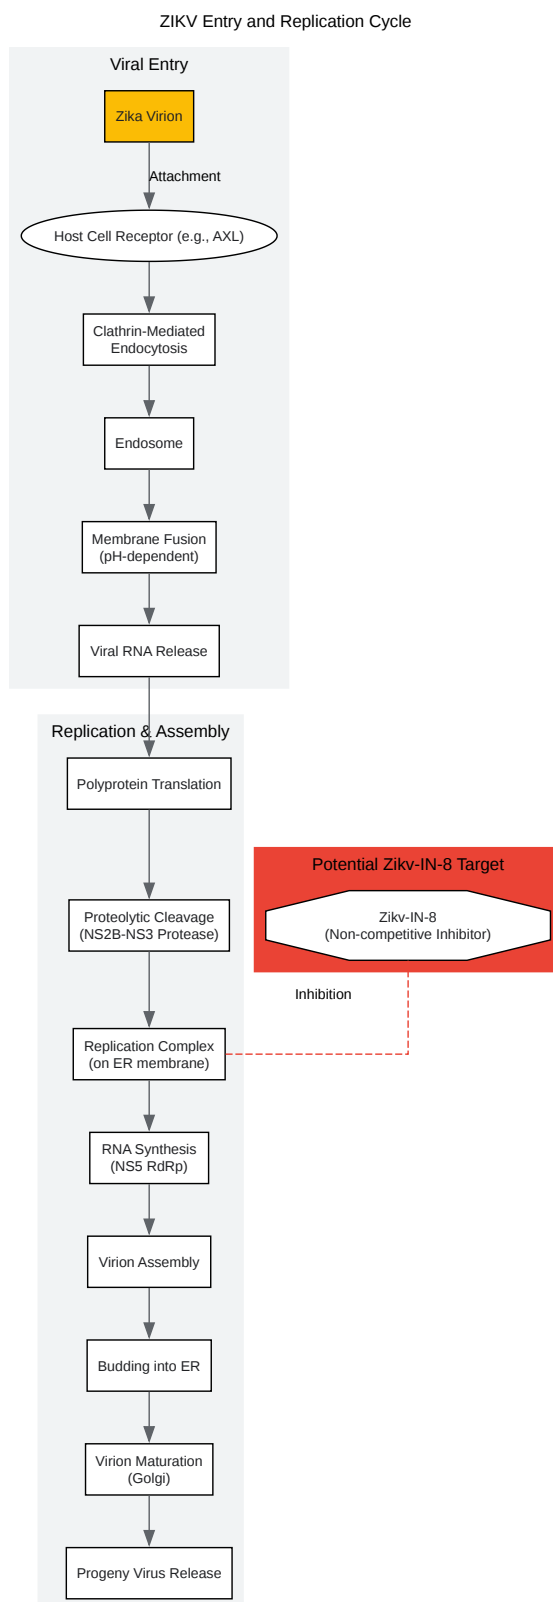 ZIKV Entry and Replication Cycle
Viral Entry
Zika Virion
Attachment
Host Cell Receptor (e.g., AXL)
Clathrin-Mediated
Endocytosis
Endosome
Membrane Fusion
(pH-dependent)
Viral RNA Release
Replication & Assembly
Polyprotein Translation
Potential Zikv-IN-8 Target
Zikv-IN-8
(Non-competitive Inhibitor)
Proteolytic Cleavage
(NS2B-NS3 Protease)
Inhibition
Replication Complex
(on ER membrane)
RNA Synthesis
(NS5 RdRp)
Virion Assembly
Budding into ER
Virion Maturation
(Golgi)
Progeny Virus Release